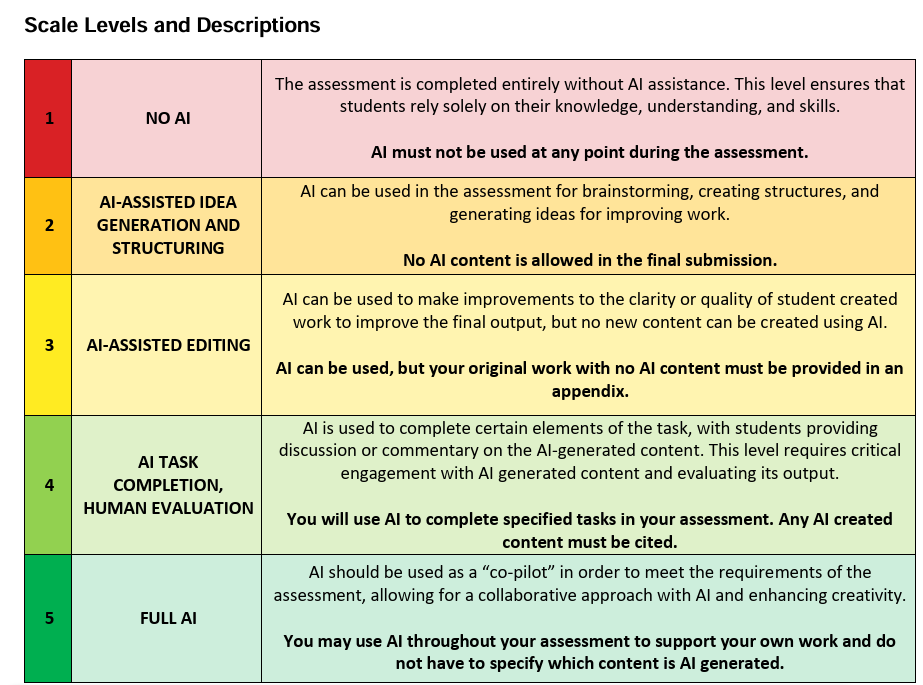 Scale Levels and Descriptions
1
NO AI
The assessment is completed entirely without AI assistance. This level ensures that
students rely solely on their knowledge, understanding, and skills.
AI must not be used at any point during the assessment.
2
AI-ASSISTED IDEA
GENERATION AND
STRUCTURING
AI can be used in the assessment for brainstorming, creating structures, and
generating ideas for improving work.
No AI content is allowed in the final submission.
3
AI-ASSISTED EDITING
AI can be used to make improvements to the clarity or quality of student created
work to improve the final output, but no new content can be created using AI.
AI can be used, but your original work with no AI content must be provided in an
appendix.
4
AI TASK
COMPLETION,
HUMAN EVALUATION
AI is used to complete certain elements of the task, with students providing
discussion or commentary on the AI-generated content. This level requires critical
engagement with AI generated content and evaluating its output.
You will use AI to complete specified tasks in your assessment. Any AI created
content must be cited.
5
FULL AI
AI should be used as a “co-pilot” in order to meet the requirements of the
assessment, allowing for a collaborative approach with AI and enhancing creativity.
You may use AI throughout your assessment to support your own work and do
not have to specify which content is AI generated.